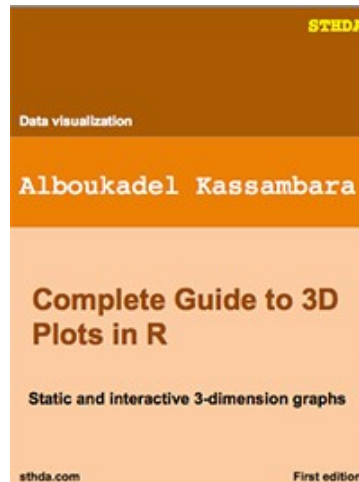 STHDA
Data visualization
Alboukadel Kassambara
Complete Guide to 3D
Plots in R
Static and interactive 3-dimension graphs
sthda.com
First edition